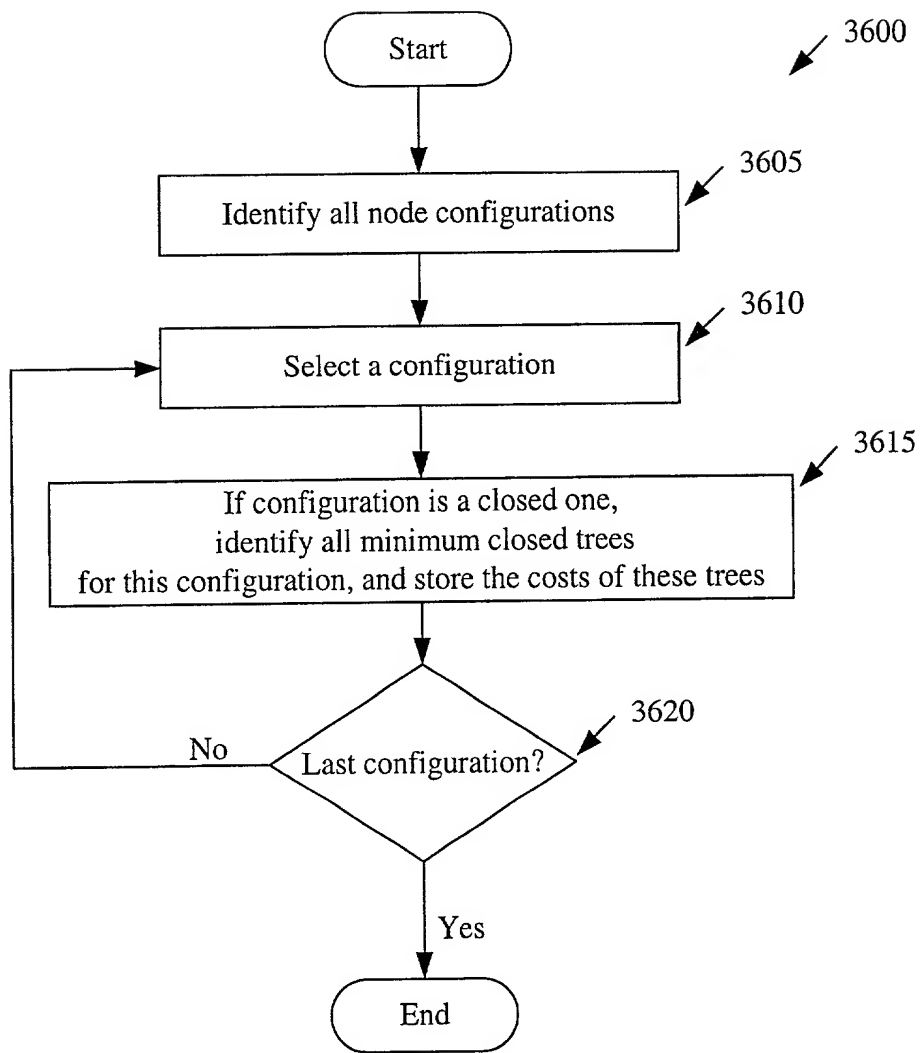 Start
3600
3605
Identify all node configurations
3610
Select a configuration
3615
If configuration is a closed one,
identify all minimum closed trees
for this configuration, and store the costs of these trees
3620
Last configuration?
No
Yes
End